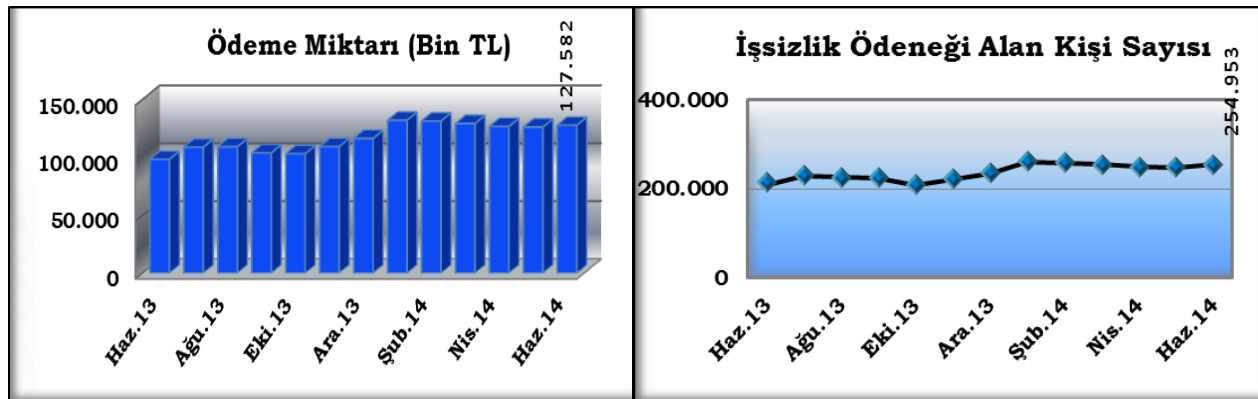 Ödeme Miktarı (Bin TL)
127.582
150.000
100.000
50.000
0
Haz.13
Ağu.13
Eki.13
Ara.13
Şub.14
Nis.14
Haz.14
İşsizlik Ödeneği Alan Kişi Sayısı
254.953
400.000
200.000
0
Haz.13
Ağu.13
Eki.13
Ara.13
Şub.14
Nis.14
Haz.14